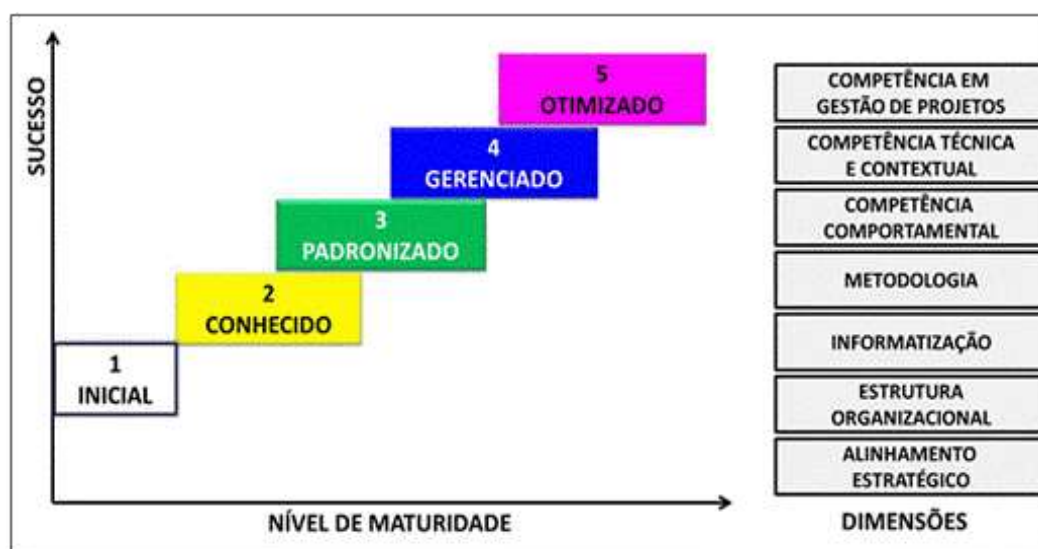 SUCESSO
5
OTIMIZADO
4
GERENCIADO
3
PADRONIZADO
2
CONHECIDO
1
INICIAL
NÍVEL DE MATURIDADE
COMPETÊNCIA EM
GESTÃO DE PROJETOS
COMPETÊNCIA TÉCNICA
E CONTEXTUAL
COMPETÊNCIA
COMPORTAMENTAL
METODOLOGIA
INFORMATIZAÇÃO
ESTRUTURA
ORGANIZACIONAL
ALINHAMENTO
ESTRATÉGICO
DIMENSÕES